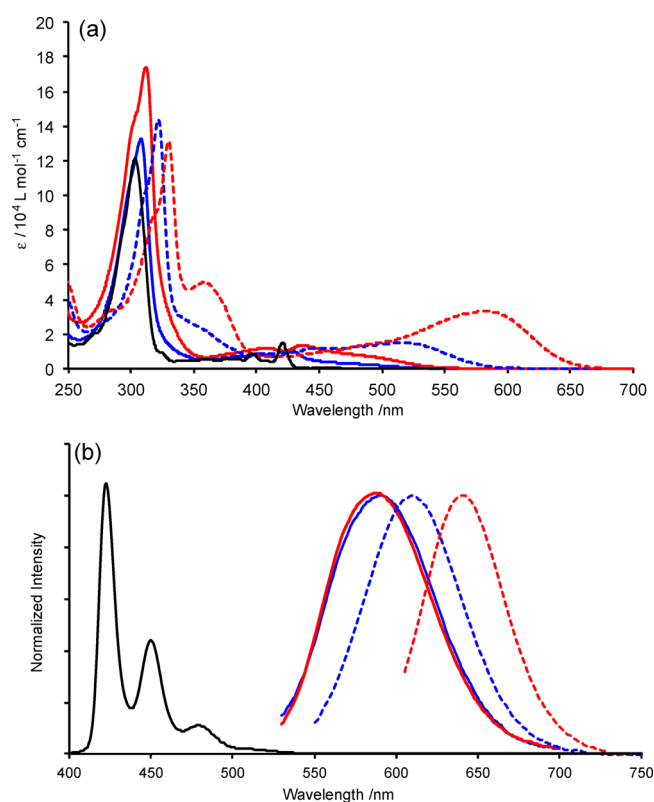 (a)
ε / 10⁴ L mol⁻¹ cm⁻¹
20
18
16
14
12
10
8
6
4
2
0
250 300 350 400 450 500 550 600 650 700
Wavelength /nm
(b)
Normalized Intensity
400 450 500 550 600 650 700 750
Wavelength /nm